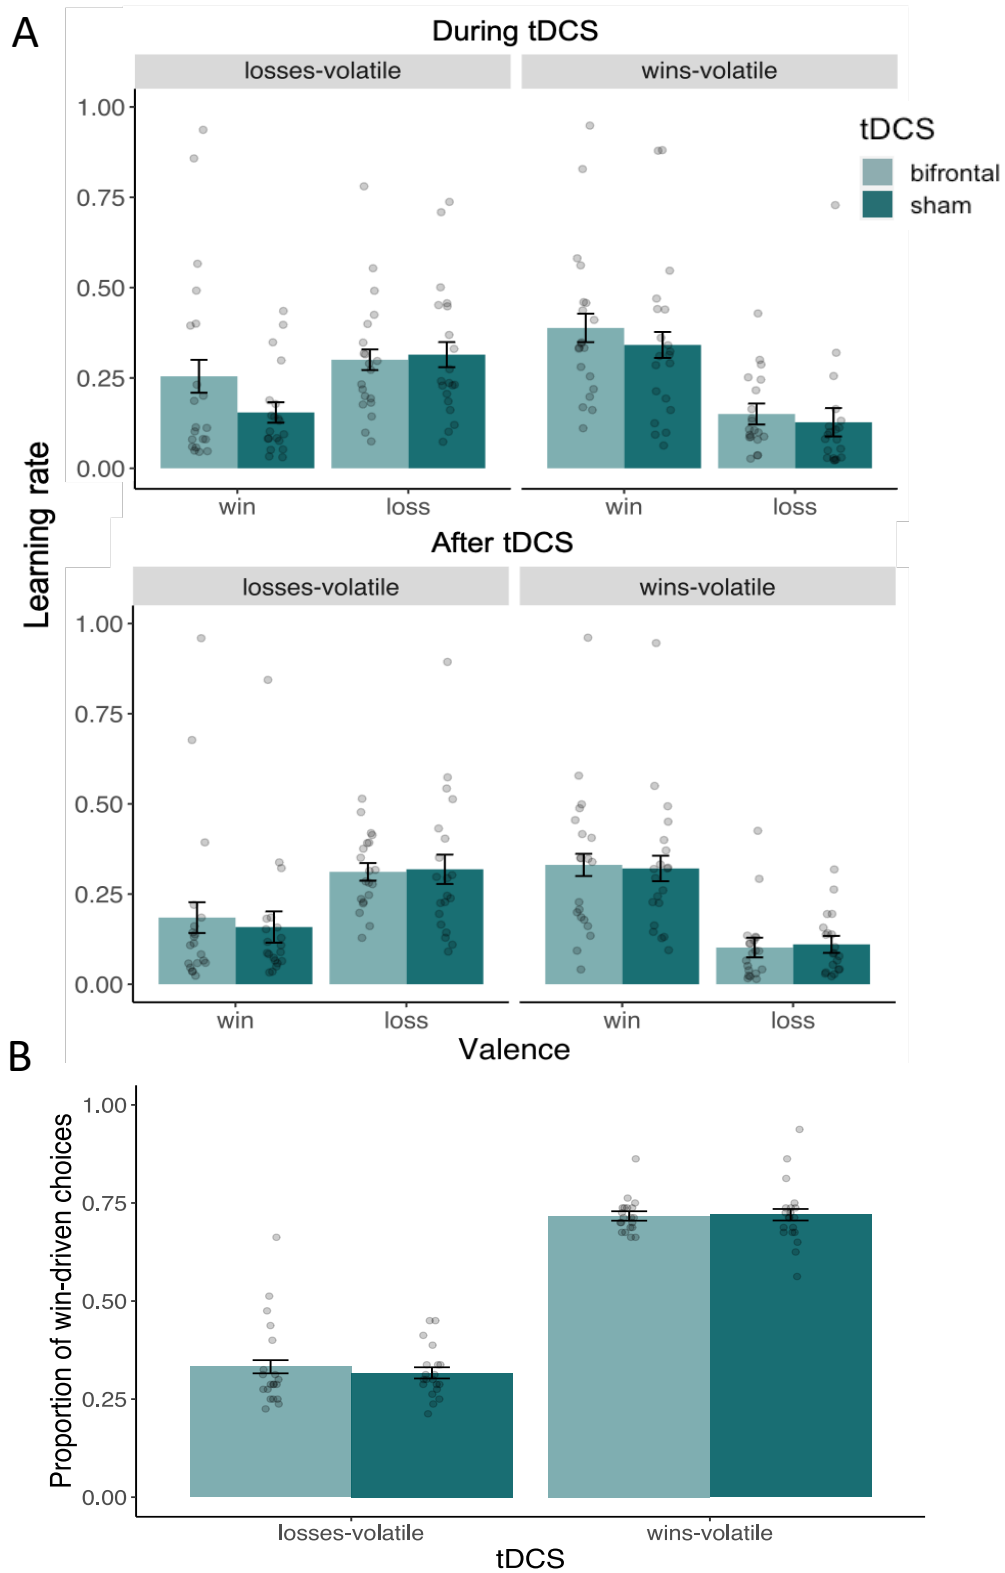 A
During tDCS
losses-volatile
wins-volatile
1.00
0.75
0.50
0.25
0.00
win
loss
win
loss
tDCS
bifrontal
sham
Learning rate
After tDCS
losses-volatile
wins-volatile
1.00
0.75
0.50
0.25
0.00
win
loss
win
loss
Valence
B
Proportion of win-driven choices
1.00
0.75
0.50
0.25
0.00
losses-volatile
wins-volatile
tDCS